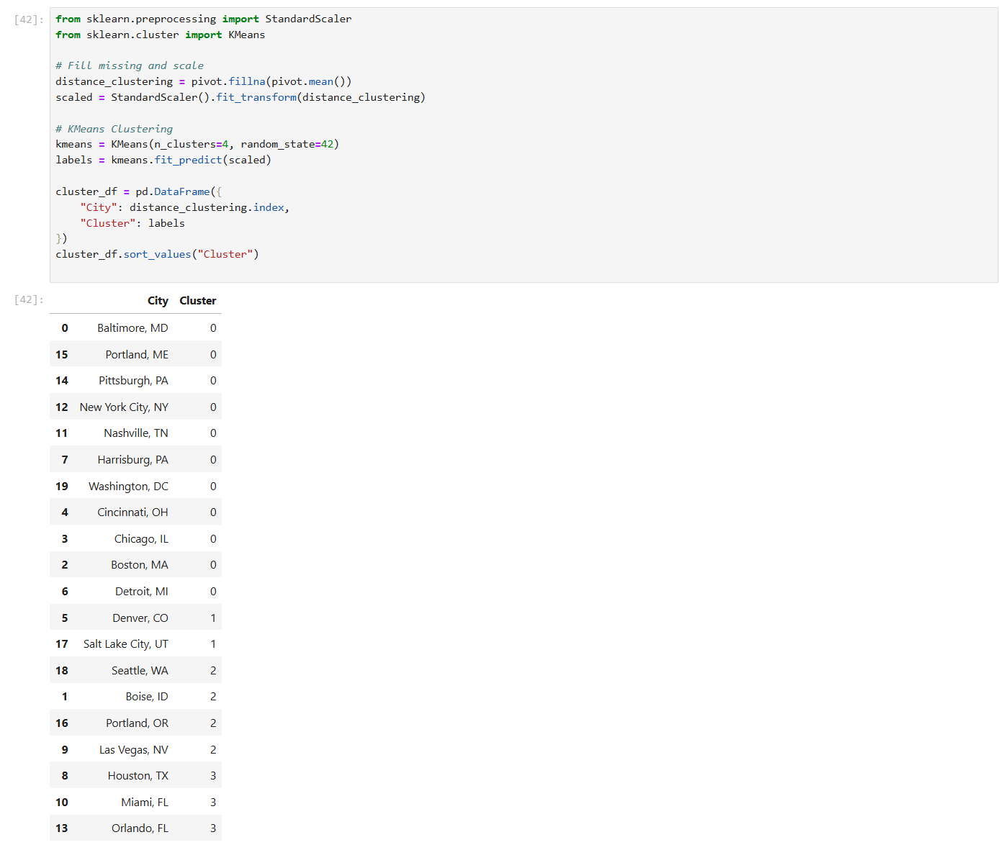 [42]:
from sklearn.preprocessing import StandardScaler
from sklearn.cluster import KMeans
# Fill missing and scale
distance_clustering = pivot.fillna(pivot.mean())
scaled = StandardScaler().fit_transform(distance_clustering)
# KMeans Clustering
kmeans = KMeans(n_clusters=4, random_state=42)
labels = kmeans.fit_predict(scaled)
cluster_df = pd.DataFrame({
    "City": distance_clustering.index,
    "Cluster": labels
})
cluster_df.sort_values("Cluster")
[42]:
City Cluster
0 Baltimore, MD 0
15 Portland, ME 0
14 Pittsburgh, PA 0
12 New York City, NY 0
11 Nashville, TN 0
7 Harrisburg, PA 0
19 Washington, DC 0
4 Cincinnati, OH 0
3 Chicago, IL 0
2 Boston, MA 0
6 Detroit, MI 0
5 Denver, CO 1
17 Salt Lake City, UT 1
18 Seattle, WA 2
1 Boise, ID 2
16 Portland, OR 2
9 Las Vegas, NV 2
8 Houston, TX 3
10 Miami, FL 3
13 Orlando, FL 3